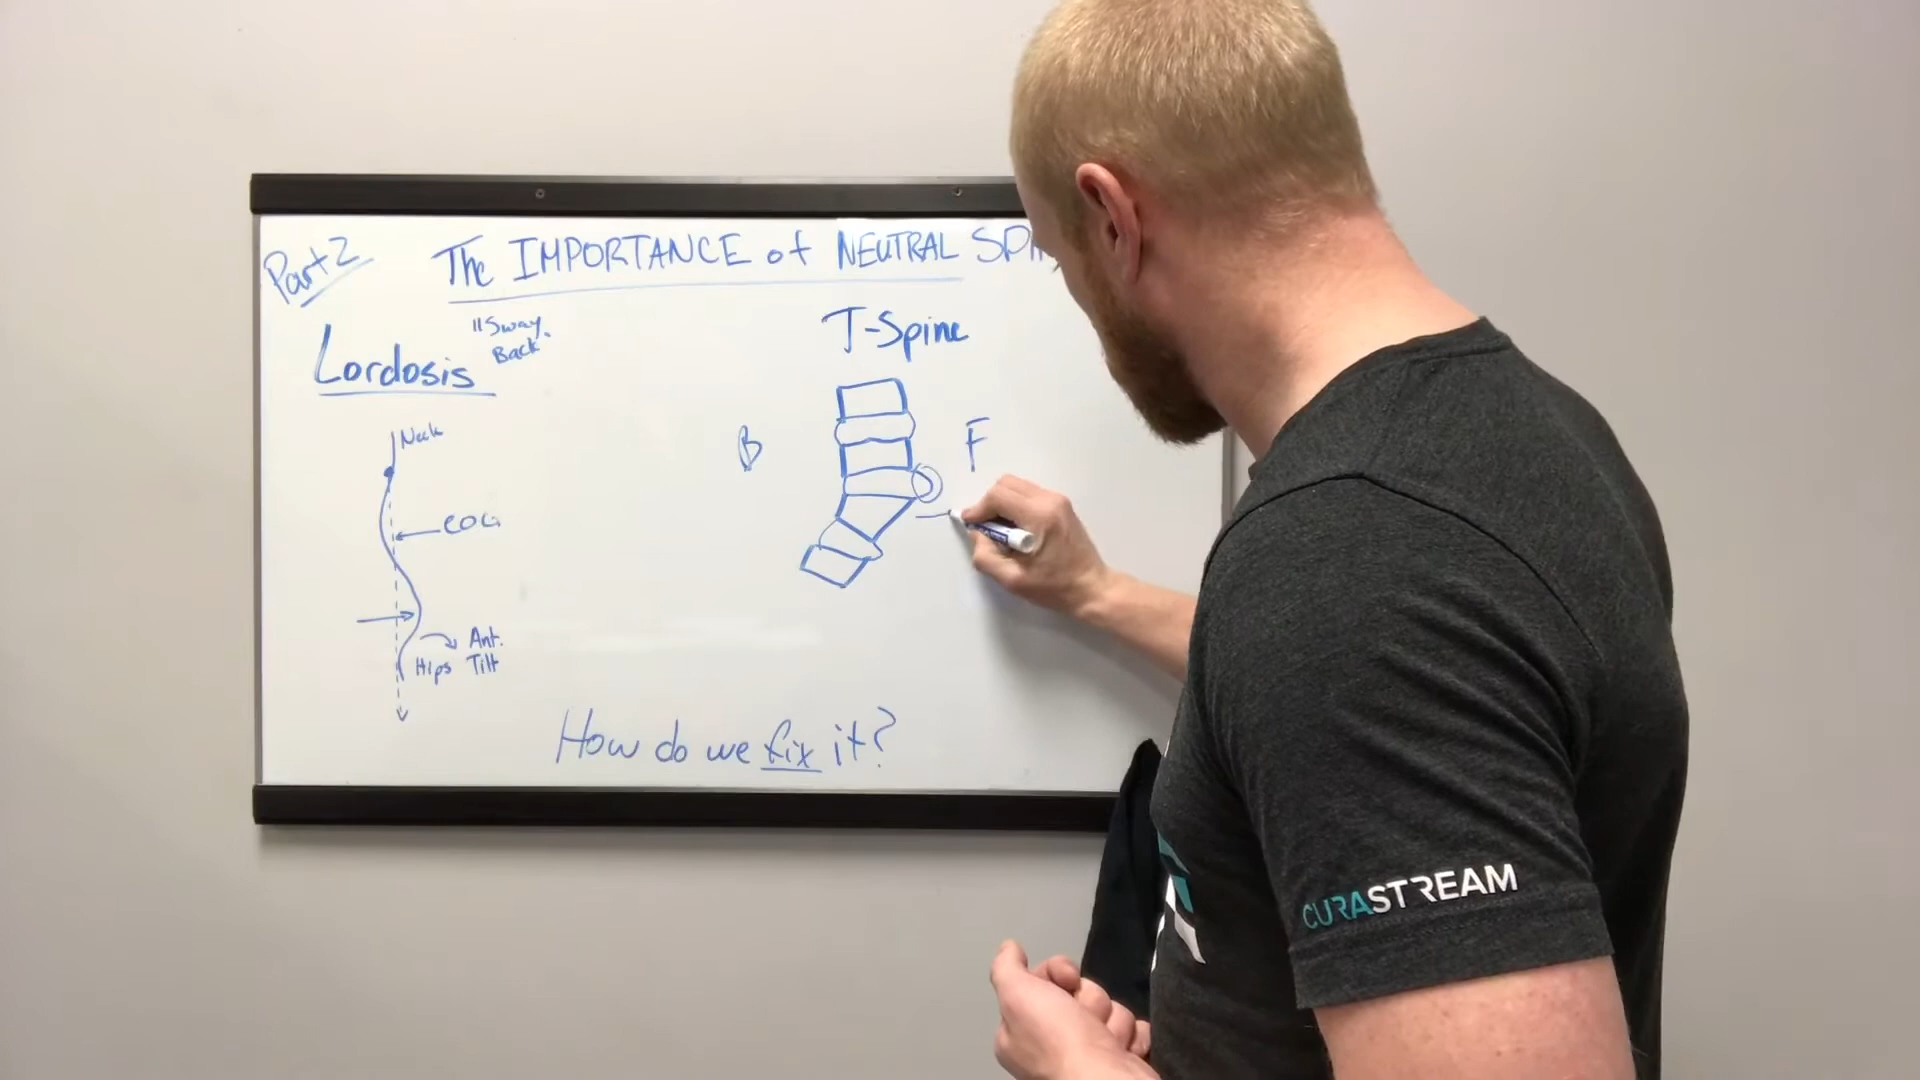 Part 2
The IMPORTANCE of NEUTRAL SPIN
Lordosis
"Sway
Back"
T-Spine
Neck
B
F
COG
Ant.
Hips Tilt
How do we fix it?
CURASTREAM